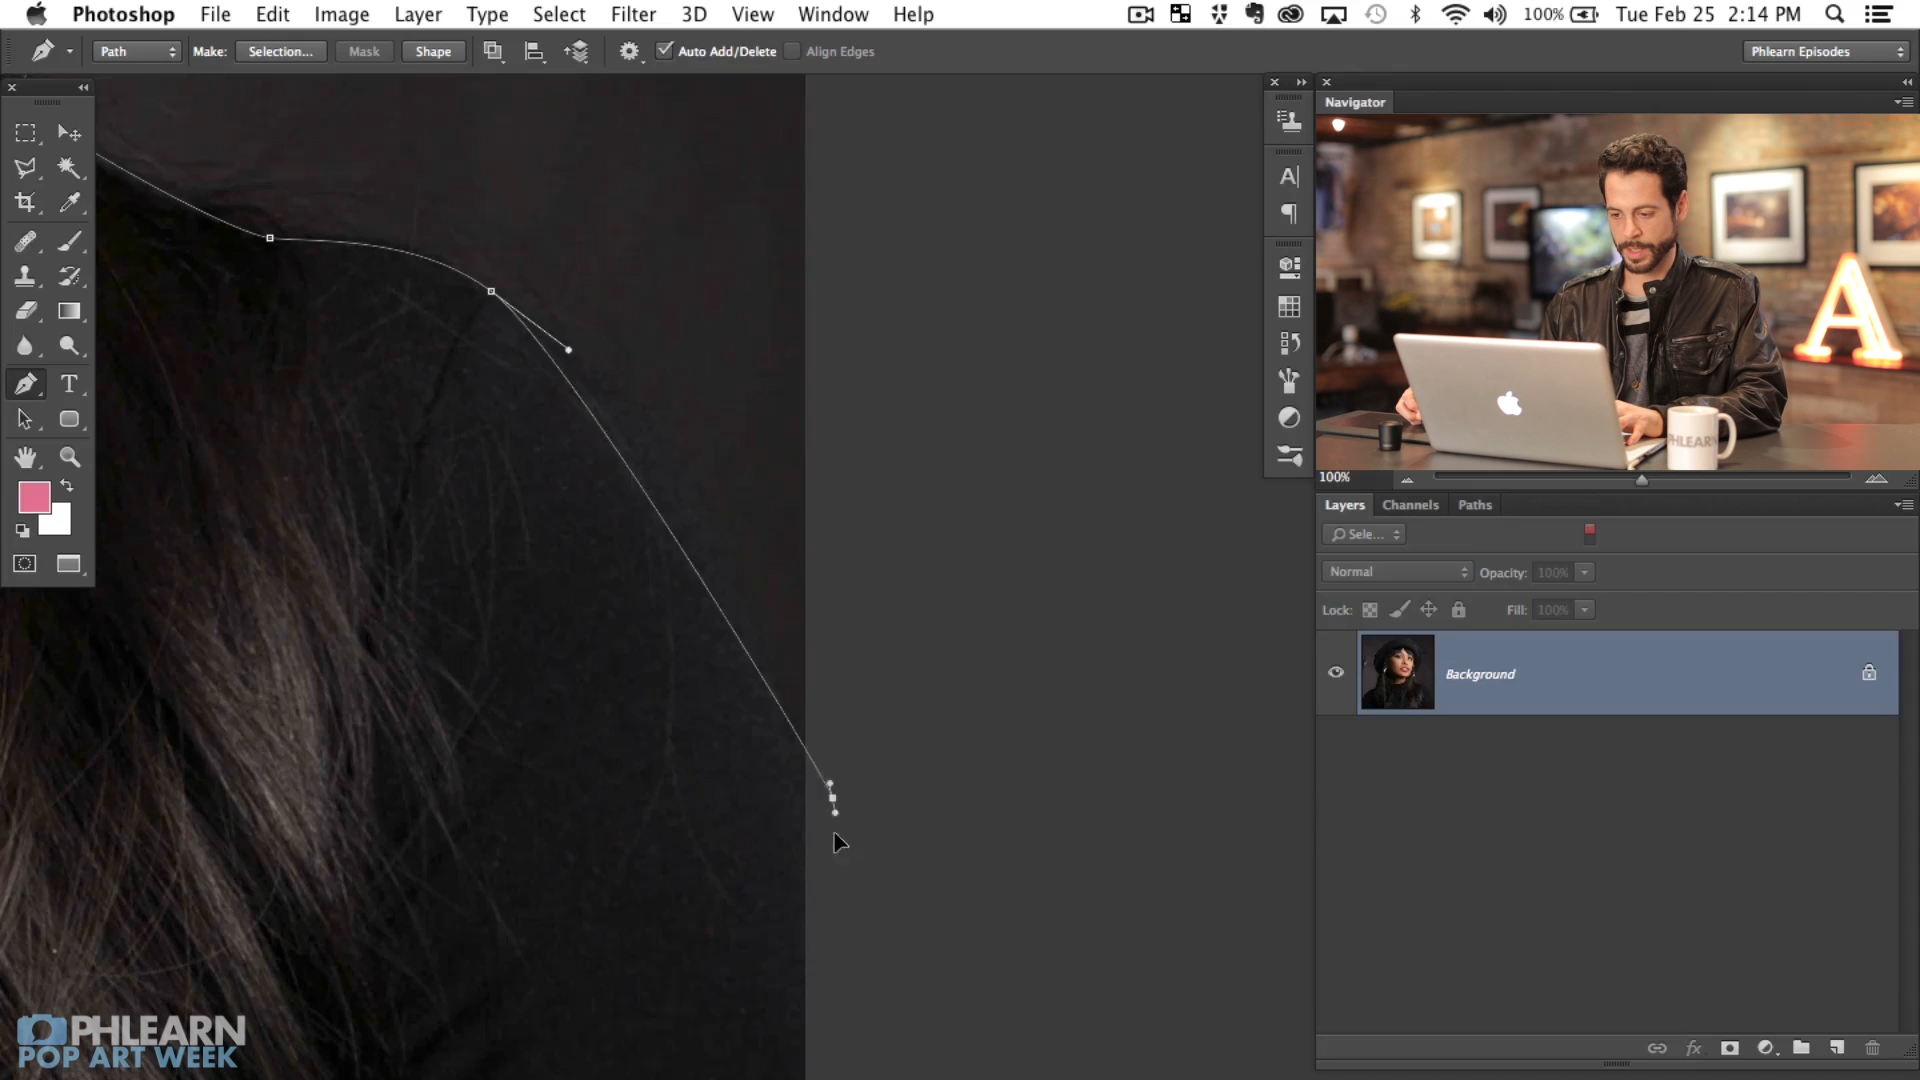 Photoshop File Edit Image Layer Type Select Filter 3D View Window Help 100% Tue Feb 25 2:14 PM
Path Make: Selection... Mask Shape Auto Add/Delete Align Edges Phlearn Episodes
Navigator
A
PHLEARN
100%
Layers Channels Paths
Sele...
Normal Opacity: 100%
Lock: Fill: 100%
Background
PHLEARN
POP ART WEEK